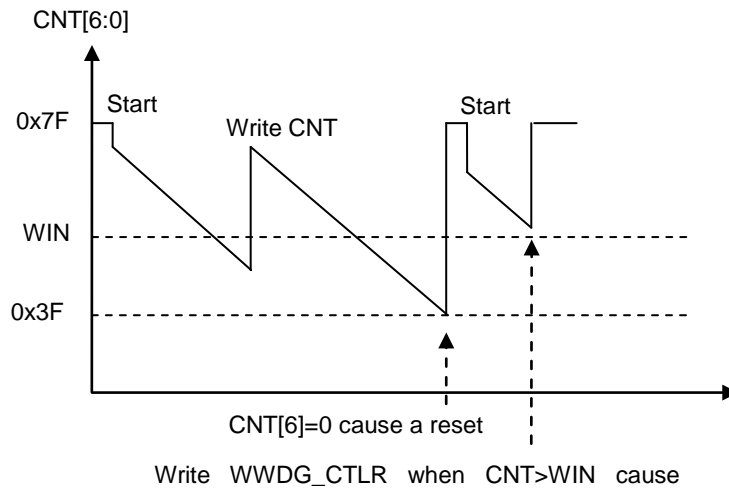 CNT[6:0]
Start
Start
0x7F
Write CNT
WIN
0x3F
CNT[6]=0 cause a reset
Write WWDG_CTLR when CNT>WIN cause